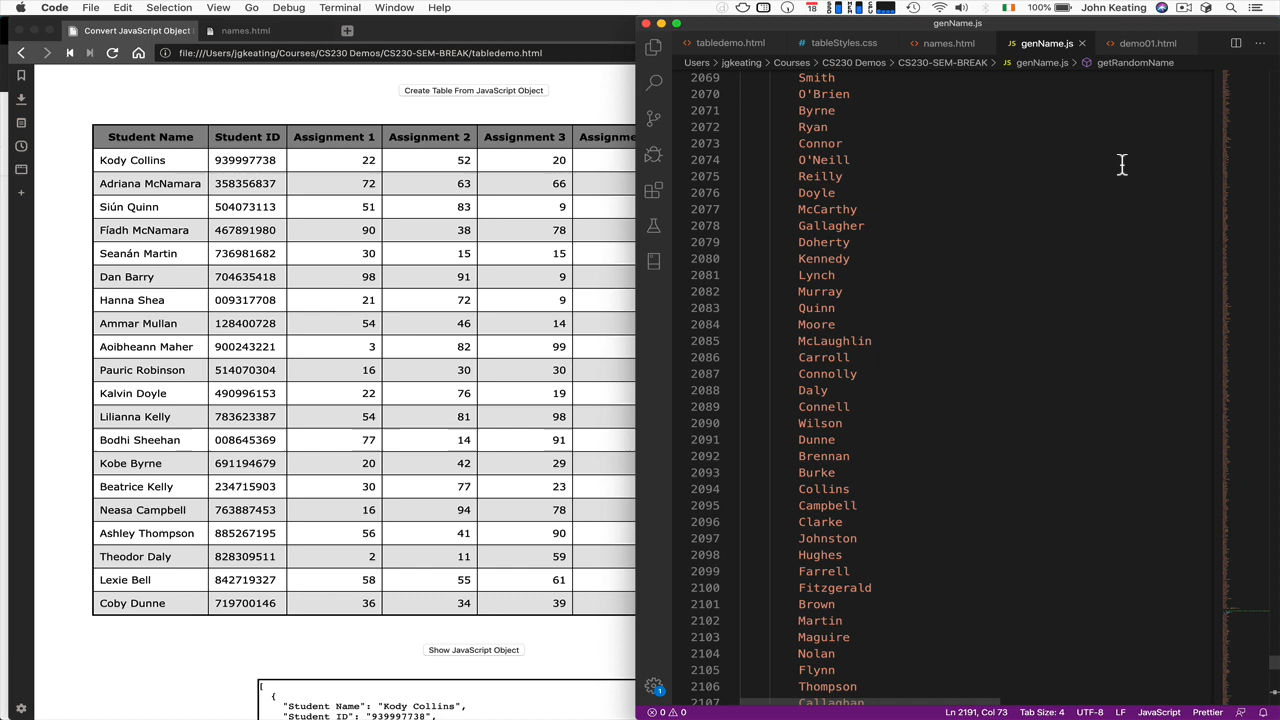 Code File Edit Selection View Go Debug Terminal Window Help
18 100% John Keating
Convert JavaScript Object names.html
file:///Users/jgkeating/Courses/CS230 Demos/CS230-SEM-BREAK/tabledemo.html
Create Table From JavaScript Object
Student Name Student ID Assignment 1 Assignment 2 Assignment 3 Assignme
Kody Collins 939997738 22 52 20
Adriana McNamara 358356837 72 63 66
Siún Quinn 504073113 51 83 9
Fíadh McNamara 467891980 90 38 78
Seanán Martin 736981682 30 15 15
Dan Barry 704635418 98 91 9
Hanna Shea 009317708 21 72 9
Ammar Mullan 128400728 54 46 14
Aoibheann Maher 900243221 3 82 99
Pauric Robinson 514070304 16 30 30
Kalvin Doyle 490996153 22 76 19
Lilianna Kelly 783623387 54 81 98
Bodhi Sheehan 008645369 77 14 91
Kobe Byrne 691194679 20 42 29
Beatrice Kelly 234715903 30 77 23
Neasa Campbell 763887453 16 94 78
Ashley Thompson 885267195 56 41 90
Theodor Daly 828309511 2 11 59
Lexie Bell 842719327 58 55 61
Coby Dunne 719700146 36 34 39
Show JavaScript Object
[
{
"Student Name": "Kody Collins",
"Student ID": "939997738",
genName.js
tabledemo.html tableStyles.css names.html genName.js demo01.html
Users > jgkeating > Courses > CS230 Demos > CS230-SEM-BREAK > genName.js > getRandomName
2069 Smith
2070 O'Brien
2071 Byrne
2072 Ryan
2073 Connor
2074 O'Neill
2075 Reilly
2076 Doyle
2077 McCarthy
2078 Gallagher
2079 Doherty
2080 Kennedy
2081 Lynch
2082 Murray
2083 Quinn
2084 Moore
2085 McLaughlin
2086 Carroll
2087 Connolly
2088 Daly
2089 Connell
2090 Wilson
2091 Dunne
2092 Brennan
2093 Burke
2094 Collins
2095 Campbell
2096 Clarke
2097 Johnston
2098 Hughes
2099 Farrell
2100 Fitzgerald
2101 Brown
2102 Martin
2103 Maguire
2104 Nolan
2105 Flynn
2106 Thompson
2107 Callaghan
1
0 0 Ln 2191, Col 73 Tab Size: 4 UTF-8 LF JavaScript Prettier